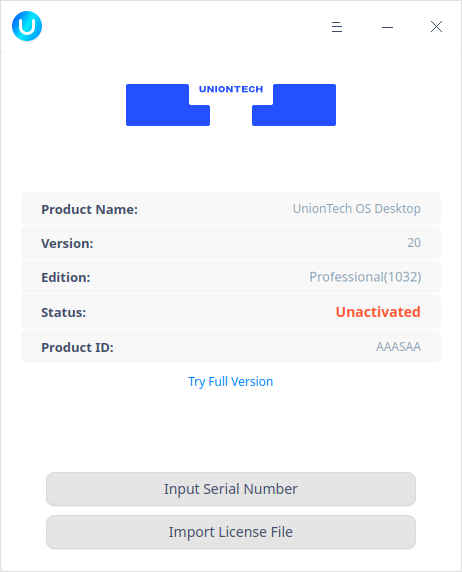 UNIONTECH
Product Name: UnionTech OS Desktop
Version: 20
Edition: Professional(1032)
Status: Unactivated
Product ID: AAASAA
Try Full Version
Input Serial Number
Import License File